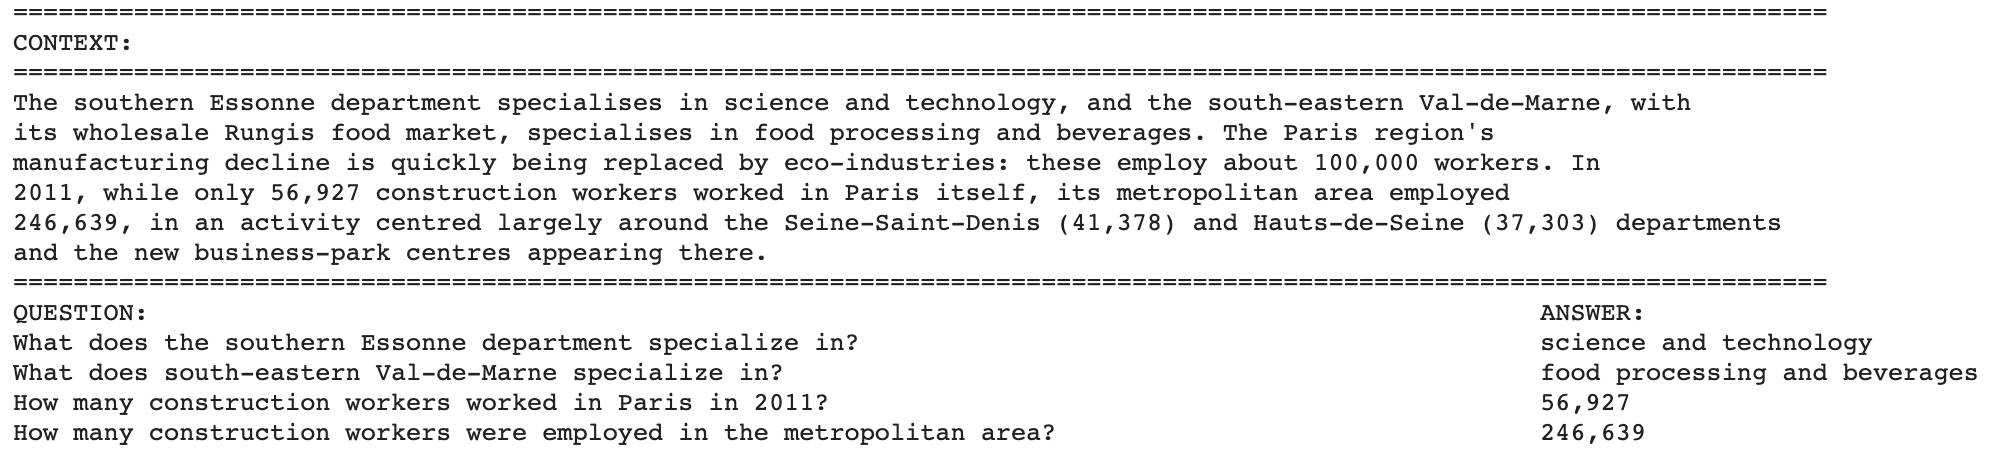 ========================================================================================================================
CONTEXT:
========================================================================================================================
The southern Essonne department specialises in science and technology, and the south-eastern Val-de-Marne, with
its wholesale Rungis food market, specialises in food processing and beverages. The Paris region's
manufacturing decline is quickly being replaced by eco-industries: these employ about 100,000 workers. In
2011, while only 56,927 construction workers worked in Paris itself, its metropolitan area employed
246,639, in an activity centred largely around the Seine-Saint-Denis (41,378) and Hauts-de-Seine (37,303) departments
and the new business-park centres appearing there.
========================================================================================================================
QUESTION: ANSWER:
What does the southern Essonne department specialize in? science and technology
What does south-eastern Val-de-Marne specialize in? food processing and beverages
How many construction workers worked in Paris in 2011? 56,927
How many construction workers were employed in the metropolitan area? 246,639